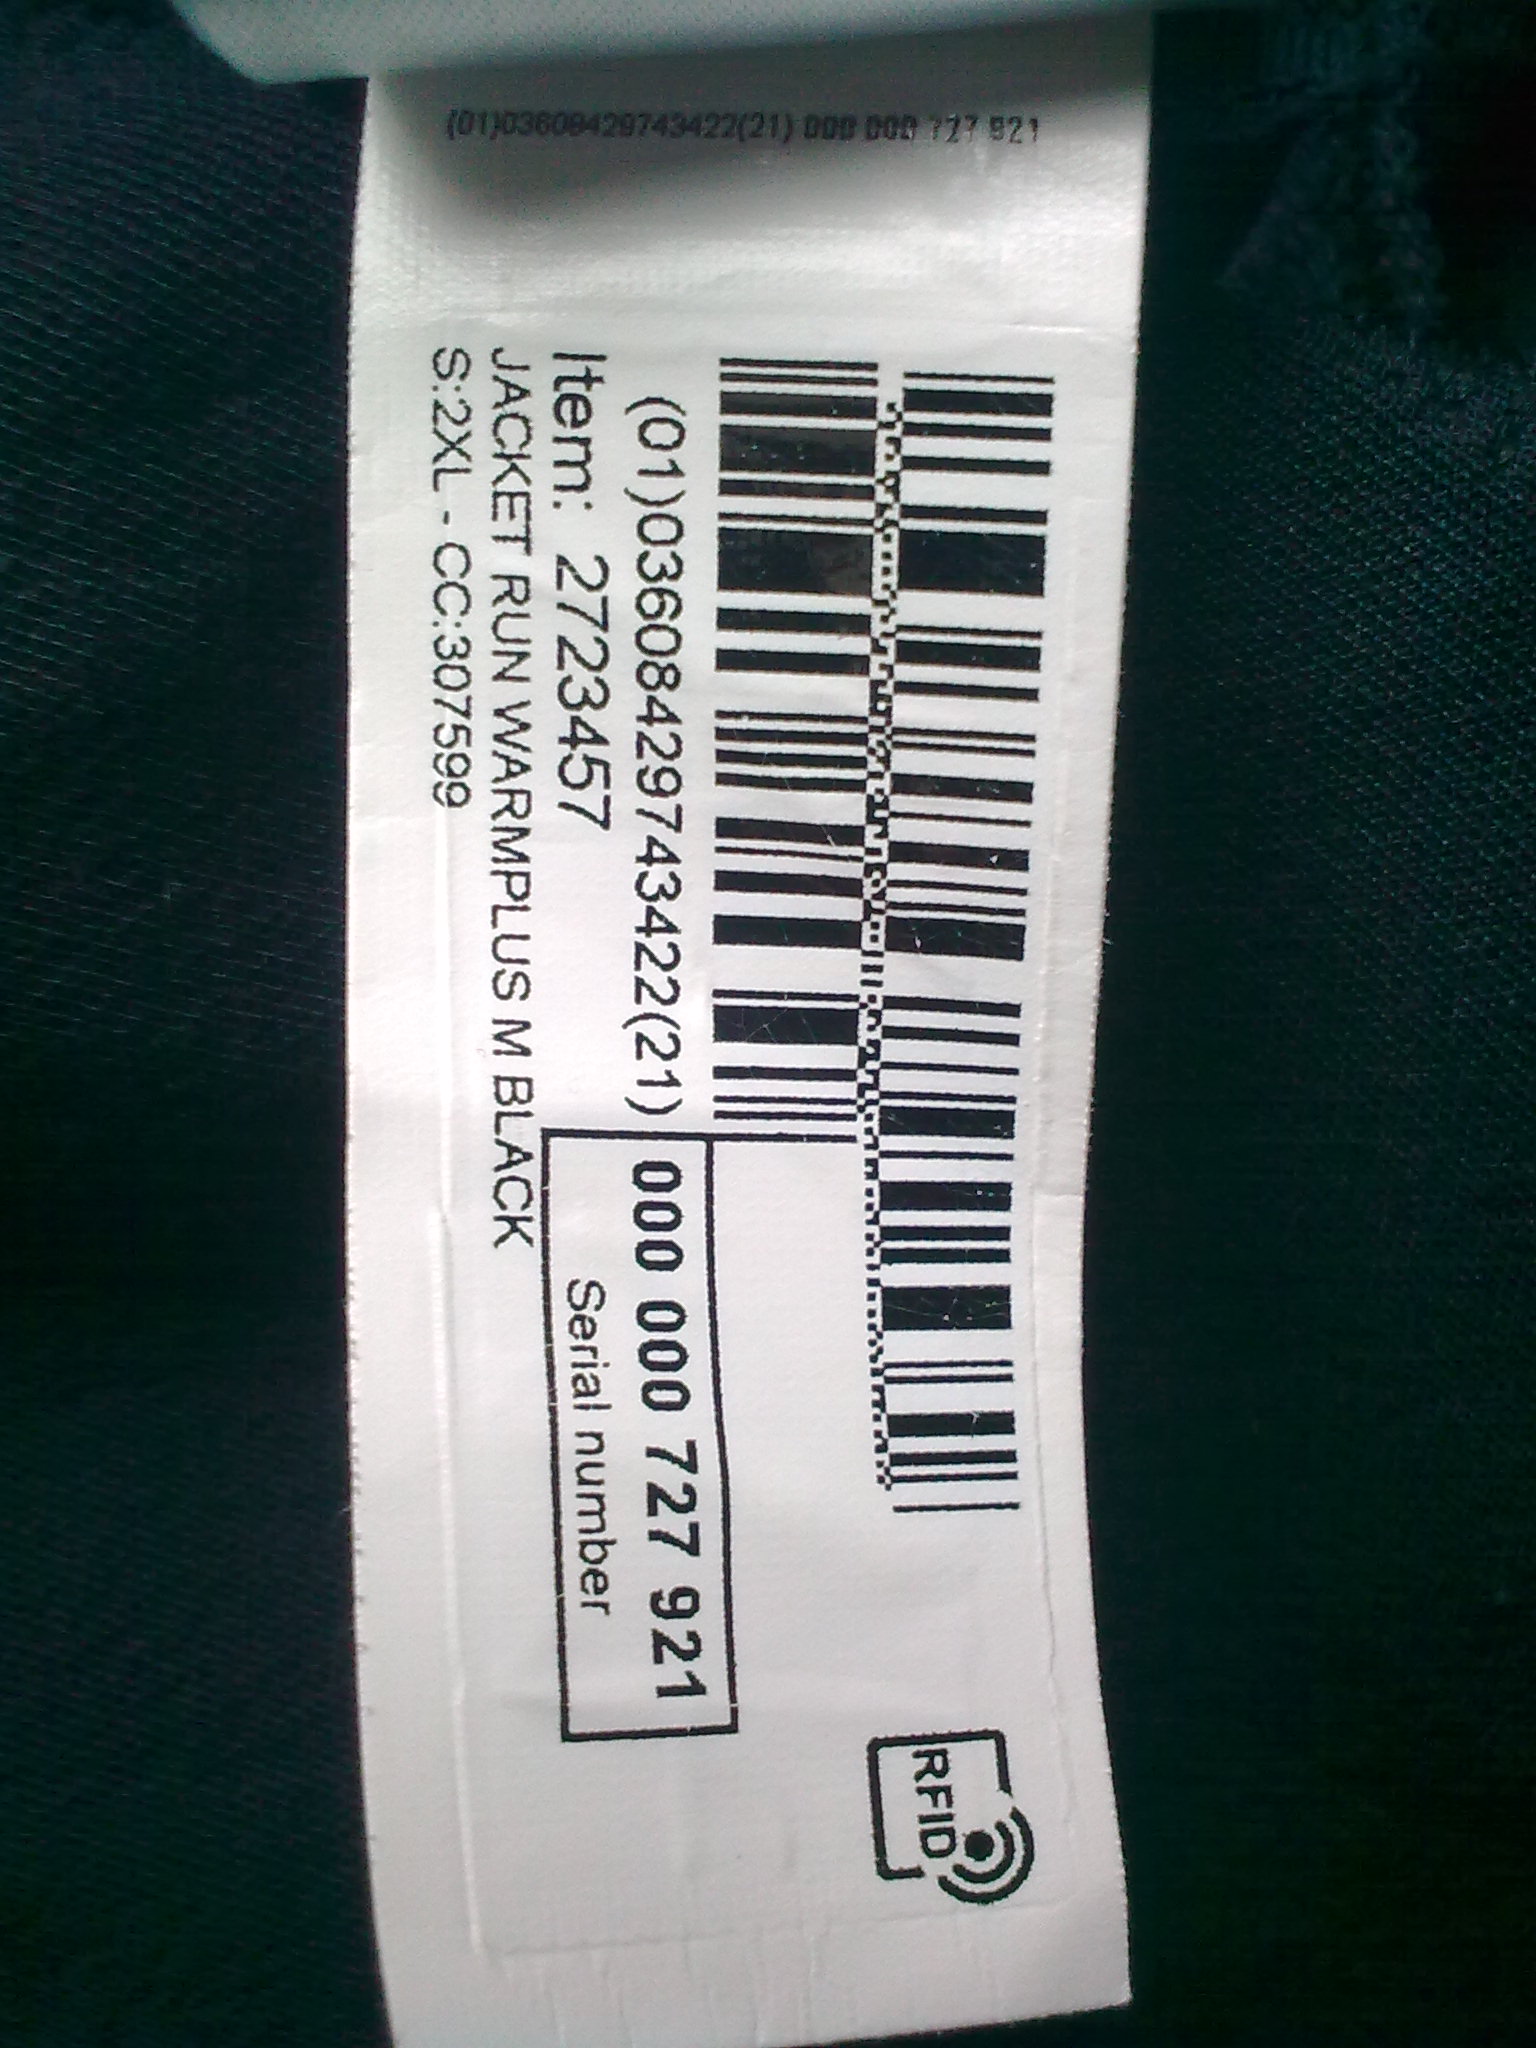 (01)03608429743422(21) 000 000 727 921
(01)03608429743422(21) 000 000 727 921
Serial number
Item: 2723457
JACKET RUN WARMPLUS M BLACK
S:2XL - CC:307599
RFID